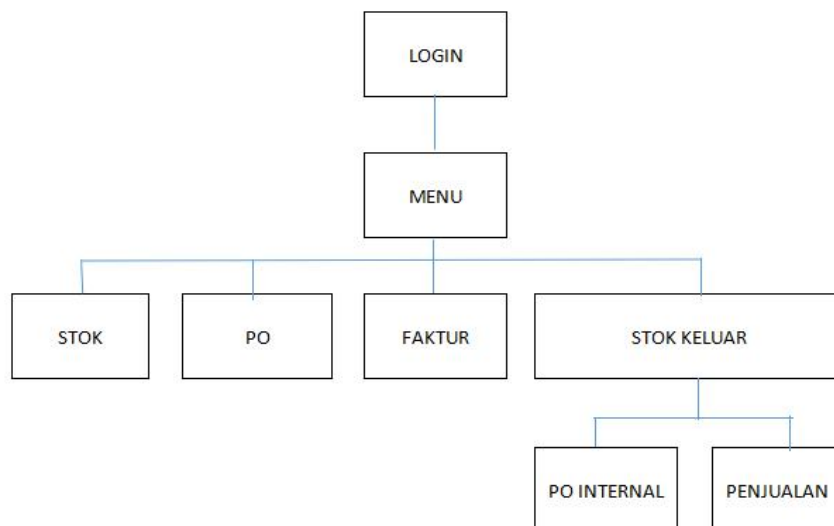 LOGIN
MENU
STOK
PO
FAKTUR
STOK KELUAR
PO INTERNAL
PENJUALAN